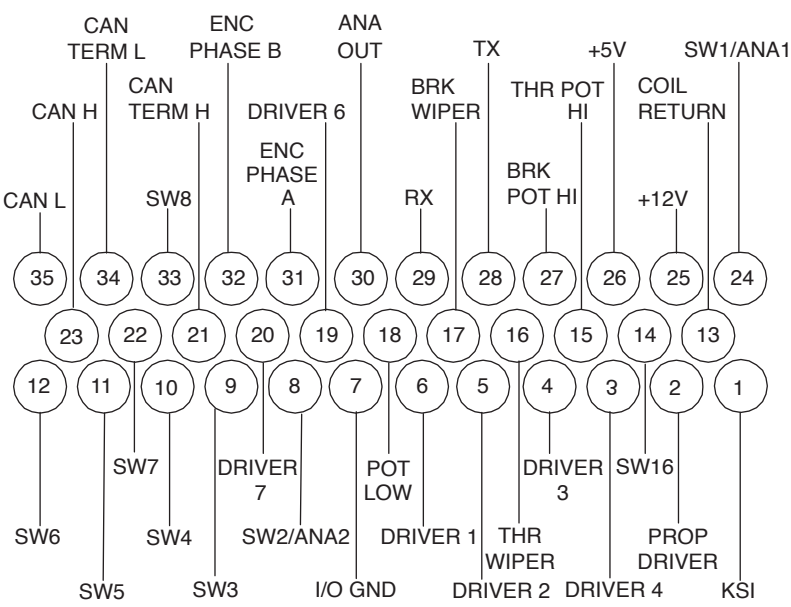 CAN
TERM L
ENC
PHASE B
ANA
OUT
TX
+5V
SW1/ANA1
CAN H
CAN
TERM H
DRIVER 6
BRK
WIPER
THR POT
HI
COIL
RETURN
CAN L
SW8
ENC
PHASE
A
RX
BRK
POT HI
+12V
35 34 33 32 31 30 29 28 27 26 25 24
23 22 21 20 19 18 17 16 15 14 13
12 11 10 9 8 7 6 5 4 3 2 1
SW7
DRIVER
7
POT
LOW
DRIVER
3
SW16
SW6
SW4
SW2/ANA2
DRIVER 1
THR
WIPER
PROP
DRIVER
SW5
SW3
I/O GND
DRIVER 2
DRIVER 4
KSI